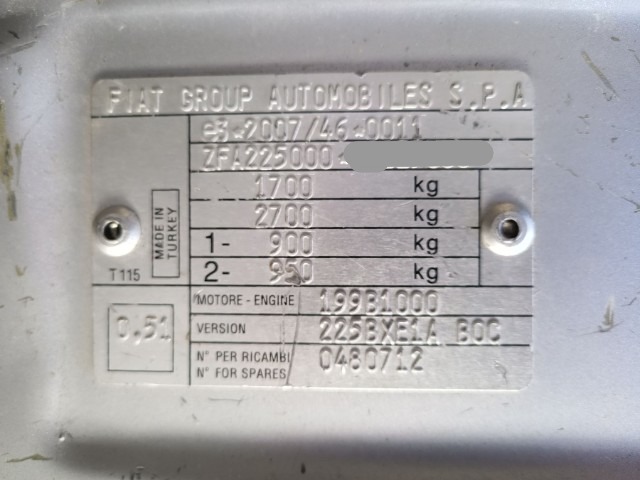 FIAT GROUP AUTOMOBILES S.P.A
e3*2007/46*0011
ZFA225000*
1700 kg
2700 kg
1- 900 kg
2- 950 kg
MADE IN
TURKEY
T115
0,51
MOTORE - ENGINE 199B1000
VERSION 225BXE1A B0C
N° PER RICAMBI
N° FOR SPARES
0480712